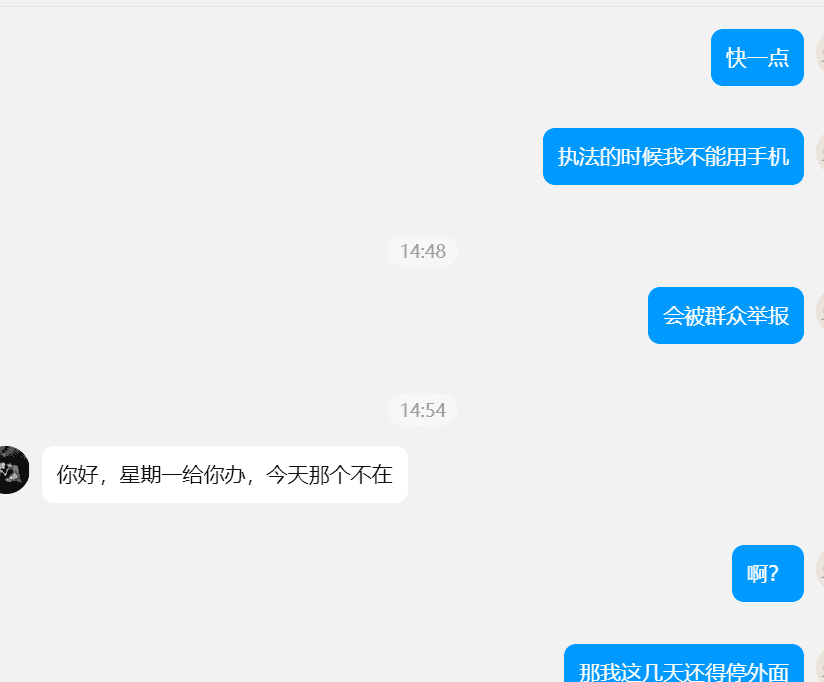 快一点
执法的时候我不能用手机
14:48
会被群众举报
14:54
你好，星期一给你办，今天那个不在
啊？
那我这几天还得停外面